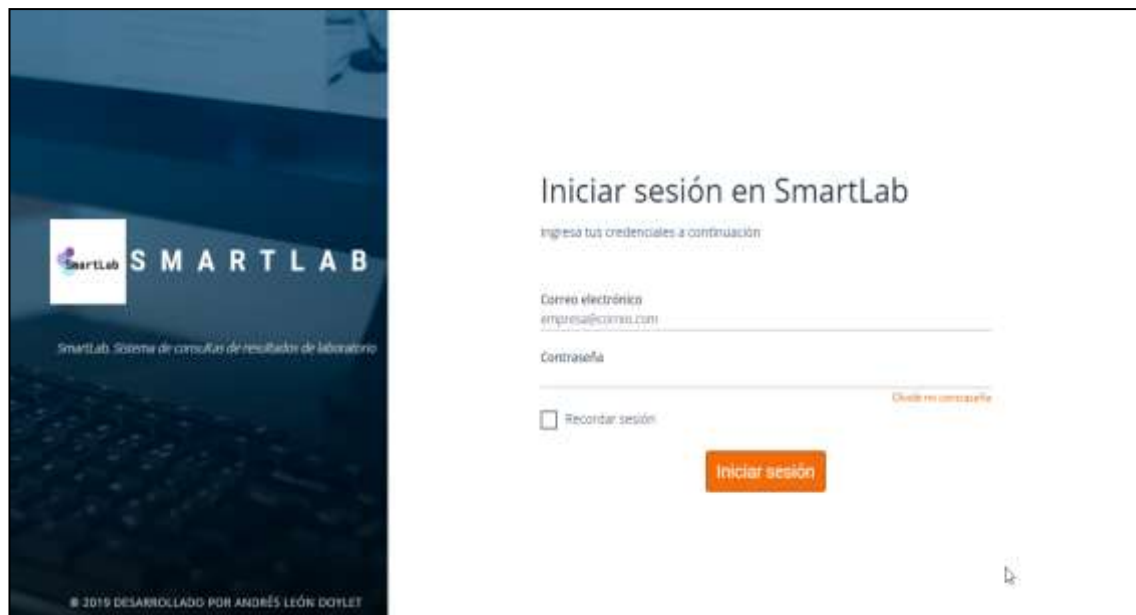 SmartLab
SMARTLAB
SmartLab. Sistema de consultas de resultados de laboratorio
© 2019 DESARROLLADO POR ANDRÉS LEÓN DOYLET
Iniciar sesión en SmartLab
Ingresa tus credenciales a continuación
Correo electrónico
empresa@correo.com
Contraseña
Olvidé mi contraseña
Recordar sesión
Iniciar sesión